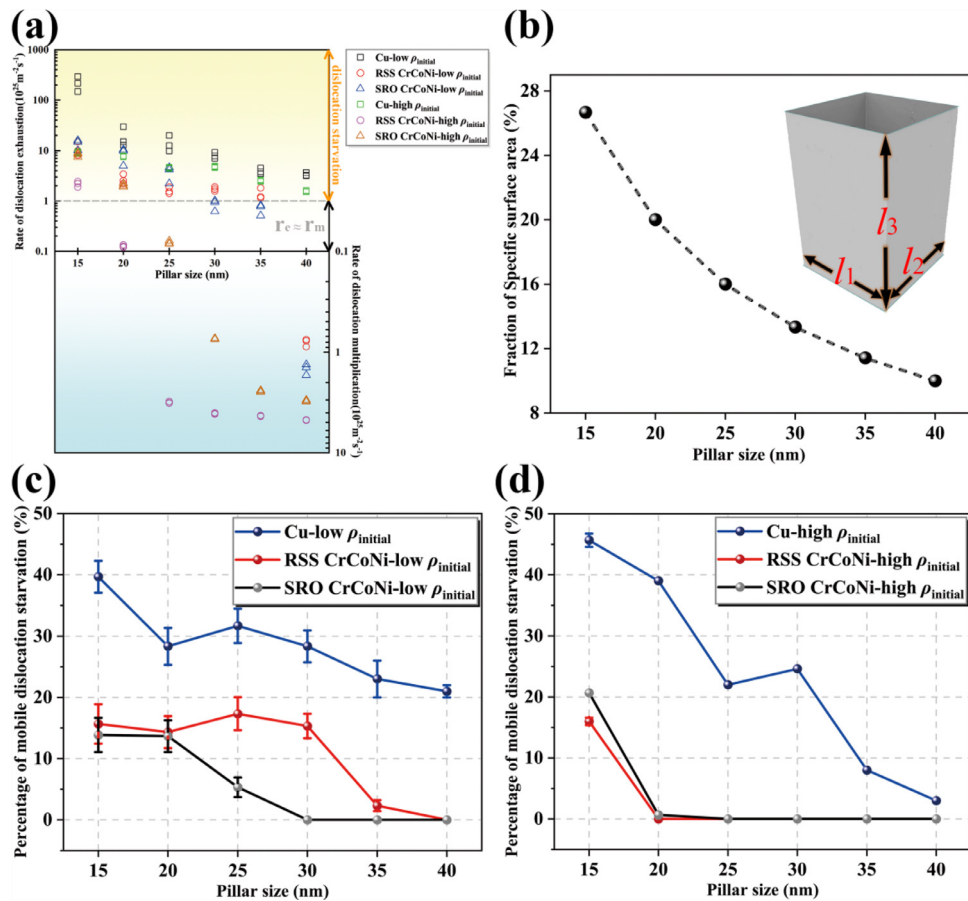 (a)
Rate of dislocation exhaustion(10²⁵m⁻²s⁻¹)
1000
100
10
1
0.1
15 20 25 30 35 40
Pillar size (nm)
rₑ ≈ rₘ
dislocation starvation
Cu-low ρinitial
RSS CrCoNi-low ρinitial
SRO CrCoNi-low ρinitial
Cu-high ρinitial
RSS CrCoNi-high ρinitial
SRO CrCoNi-high ρinitial
0.1
1
10
Rate of dislocation multiplication(10²⁵m⁻²s⁻¹)
(b)
Fraction of Specific surface area (%)
28
24
20
16
12
8
15 20 25 30 35 40
Pillar size (nm)
l₁
l₂
l₃
(c)
Percentage of mobile dislocation starvation (%)
50
40
30
20
10
0
15 20 25 30 35 40
Pillar size (nm)
Cu-low ρinitial
RSS CrCoNi-low ρinitial
SRO CrCoNi-low ρinitial
(d)
Percentage of mobile dislocation starvation (%)
50
40
30
20
10
0
15 20 25 30 35 40
Pillar size (nm)
Cu-high ρinitial
RSS CrCoNi-high ρinitial
SRO CrCoNi-high ρinitial